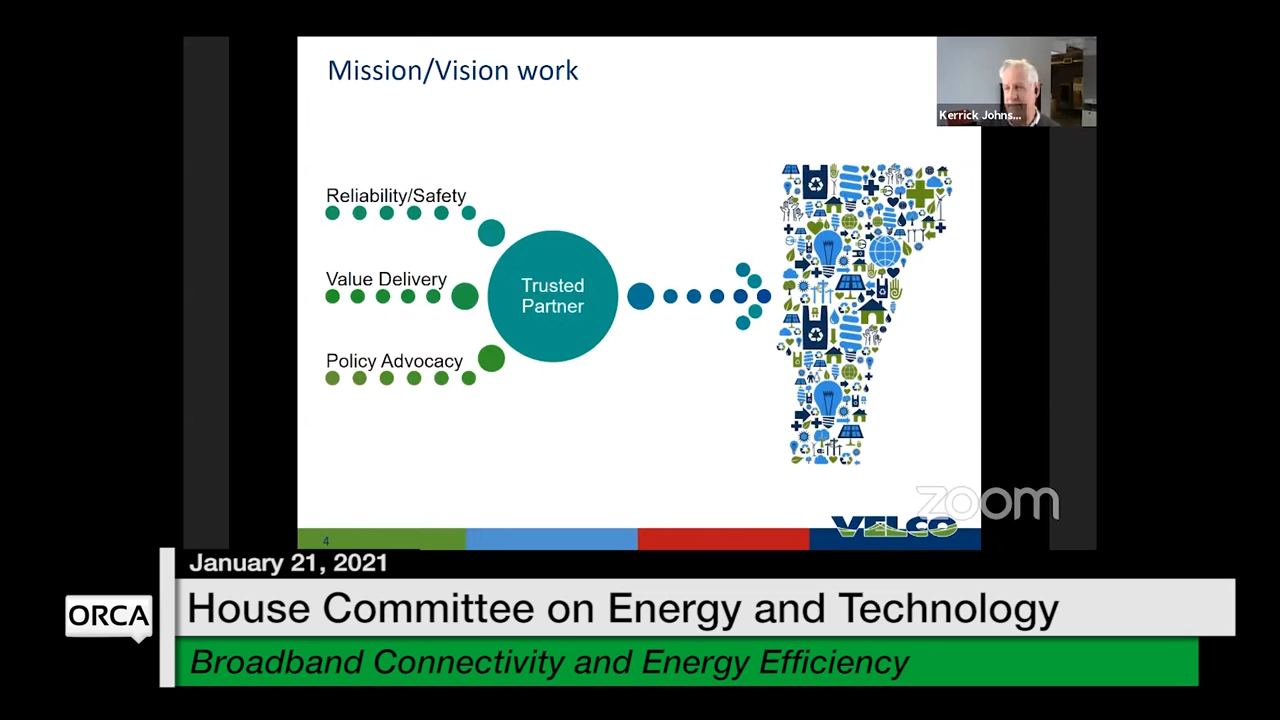 Mission/Vision work
Kerrick Johns...
Reliability/Safety
Value Delivery
Trusted
Partner
Policy Advocacy
zoom
VELCO
4
January 21, 2021
ORCA
House Committee on Energy and Technology
Broadband Connectivity and Energy Efficiency